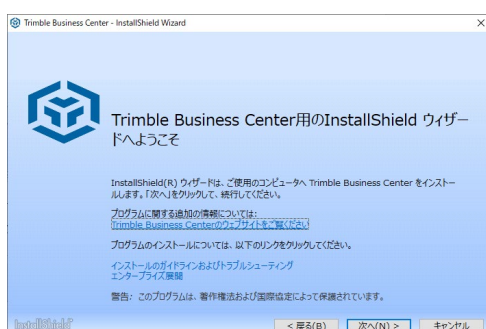 Trimble Business Center - InstallShield Wizard
Trimble Business Center用のInstallShield ウィザー
ドへようこそ
InstallShield(R) ウィザードは、ご使用のコンピュータへ Trimble Business Center をインストー
ルします。「次へ」をクリックして、続行してください。
プログラムに関する追加の情報については:
Trimble Business Centerのウェブサイトをご覧ください
プログラムのインストールについては、以下のリンクをクリックしてください。
インストールのガイドラインおよびトラブルシューティング
エンタープライズ展開
警告: このプログラムは、著作権法および国際協定によって保護されています。
InstallShield
< 戻る(B) 次へ(N) > キャンセル